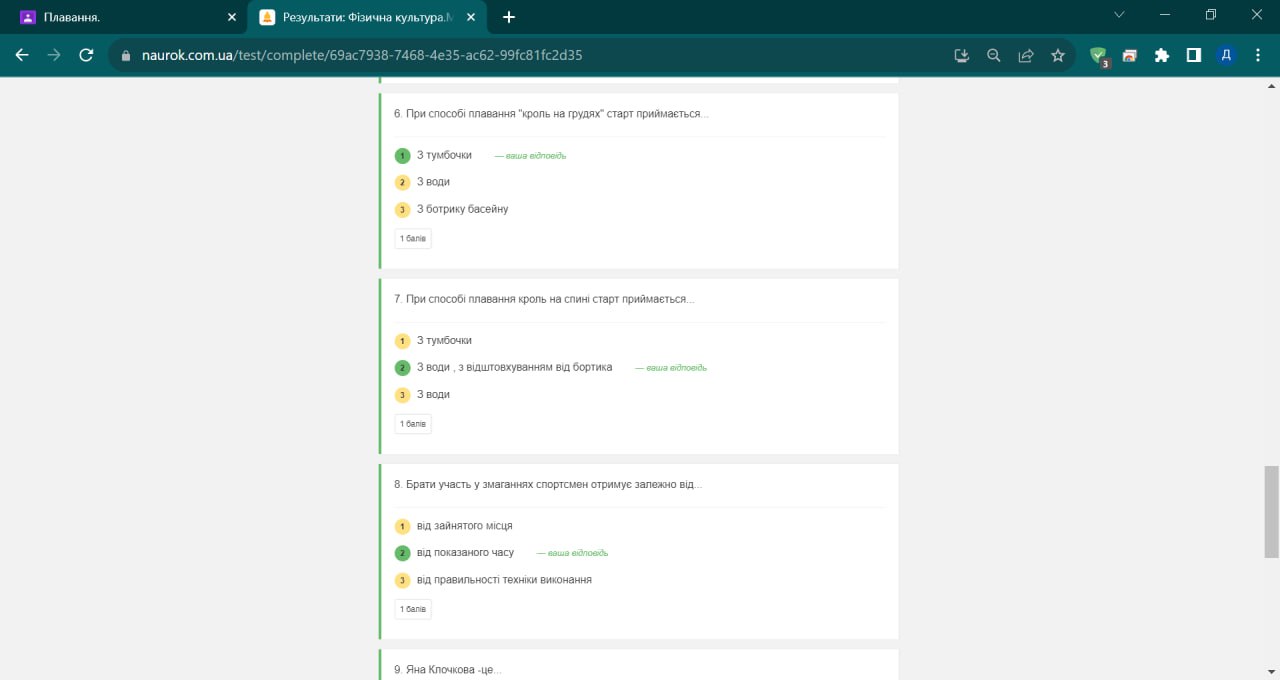 Плавання.
Результати: Фізична культура.
naurok.com.ua/test/complete/69ac7938-7468-4e35-ac62-99fc81fc2d35
3
Д
6. При способі плавання "кроль на грудях" старт приймається...
1 З тумбочки — ваша відповідь
2 З води
3 З ботрику басейну
1 балів
7. При способі плавання кроль на спині старт приймається...
1 З тумбочки
2 З води , з відштовхуванням від бортика — ваша відповідь
3 З води
1 балів
8. Брати участь у змаганнях спортсмен отримує залежно від...
1 від зайнятого місця
2 від показаного часу — ваша відповідь
3 від правильності техніки виконання
1 балів
9. Яна Клочкова -це...